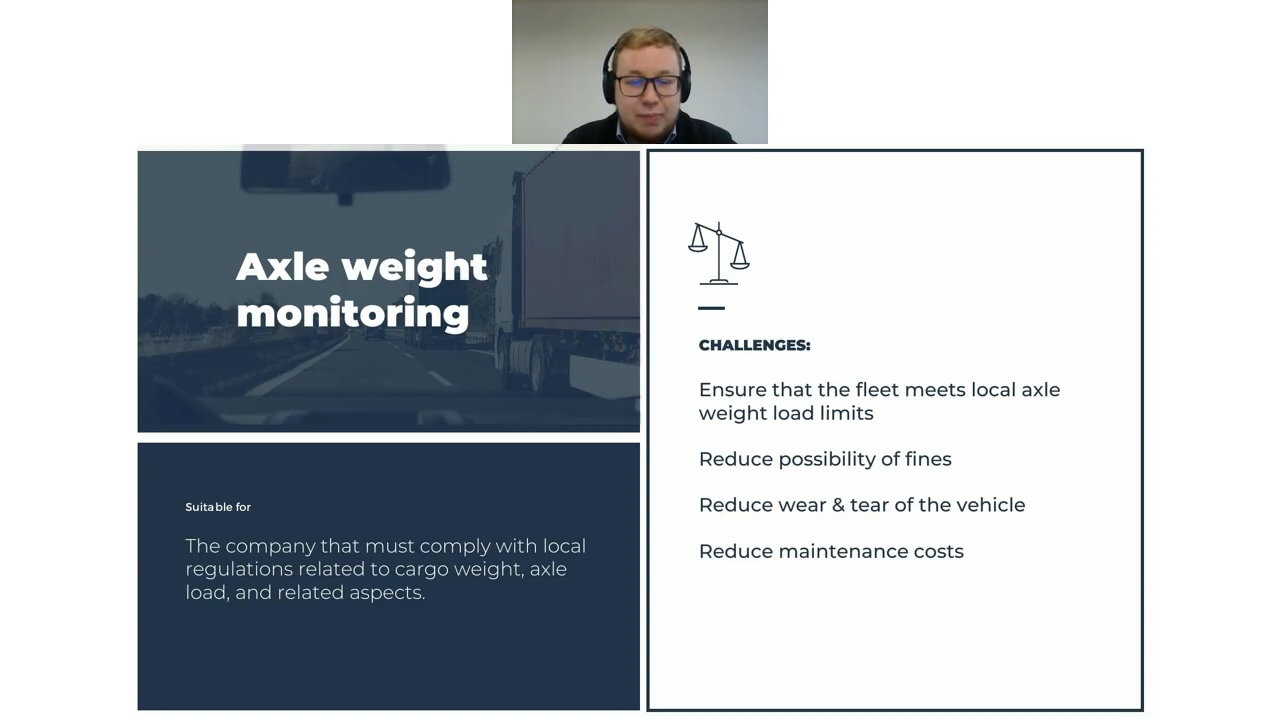 Axle weight
monitoring
Suitable for
The company that must comply with local
regulations related to cargo weight, axle
load, and related aspects.
CHALLENGES:
Ensure that the fleet meets local axle
weight load limits
Reduce possibility of fines
Reduce wear & tear of the vehicle
Reduce maintenance costs